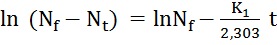 ln (N_f − N_t) = lnN_f − K_1/2,303 t